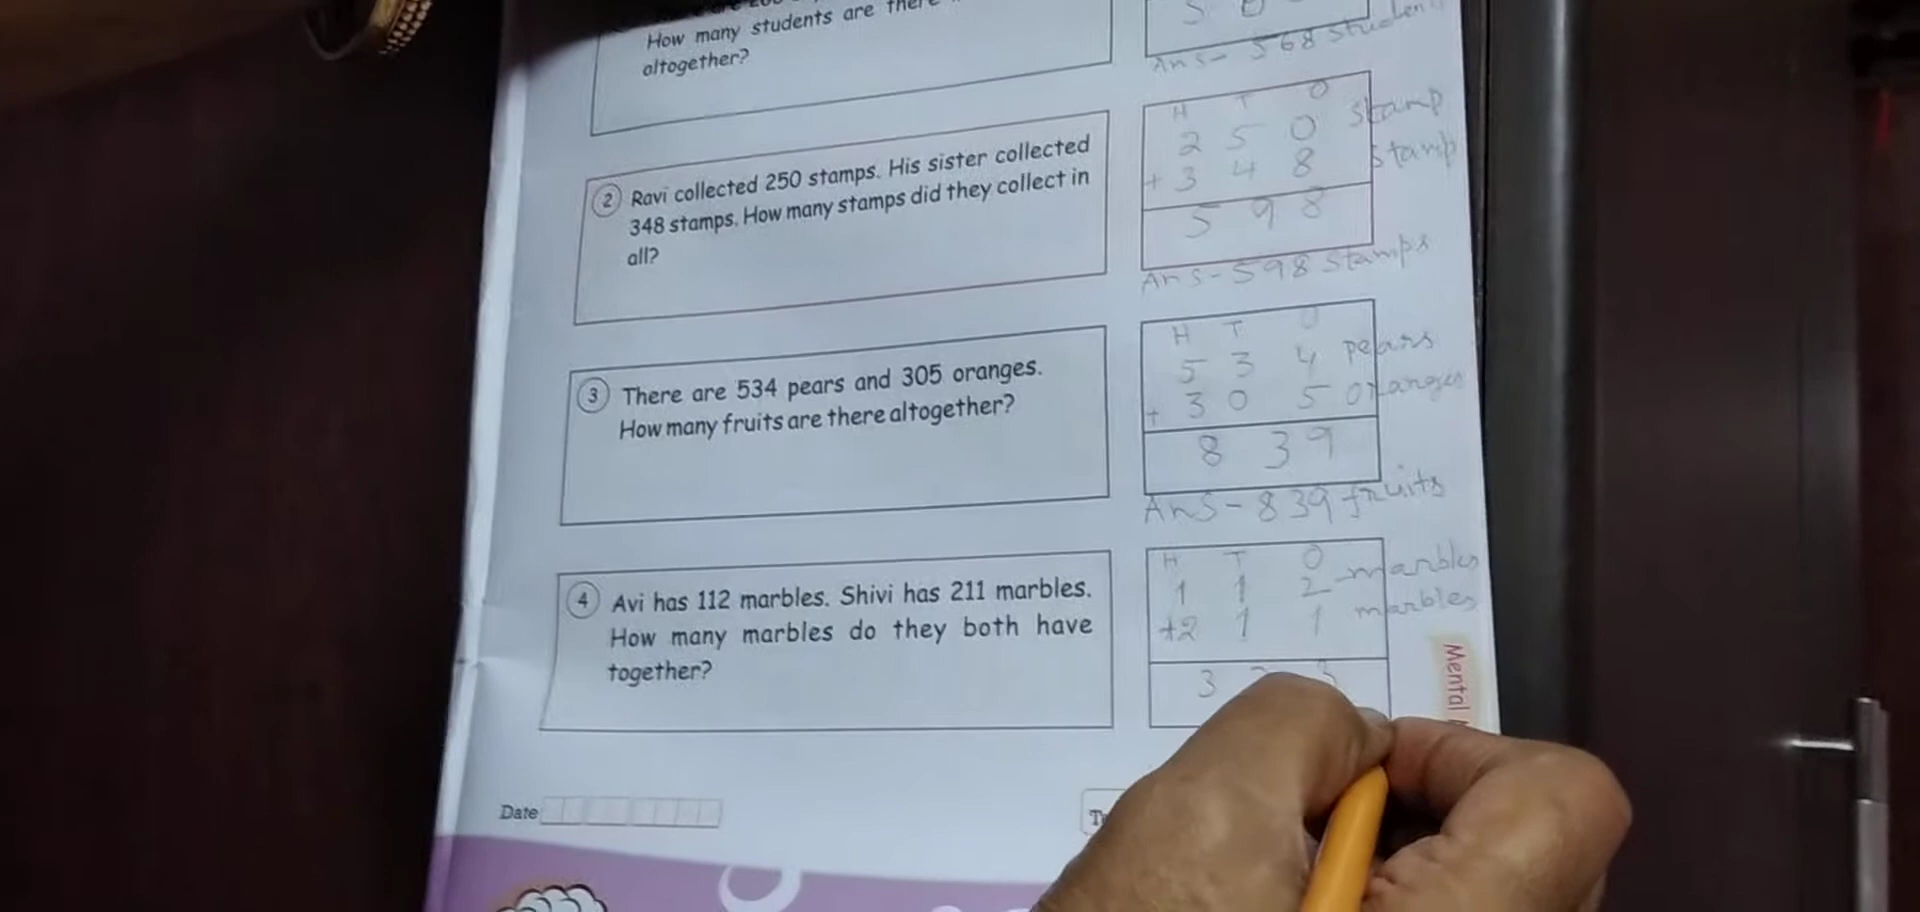 How many students are there
altogether?
Ans- 568 student
2 Ravi collected 250 stamps. His sister collected
348 stamps. How many stamps did they collect in
all?
H T O
2 5 0 stamp
+ 3 4 8 stamp
5 9 8
Ans- 598 stamps
3 There are 534 pears and 305 oranges.
How many fruits are there altogether?
H T O
5 3 4 pears
+ 3 0 5 oranges
8 3 9
Ans- 839 fruits
4 Avi has 112 marbles. Shivi has 211 marbles.
How many marbles do they both have
together?
H T O
1 1 2 marbles
+2 1 1 marbles
3 3
Mental
Date